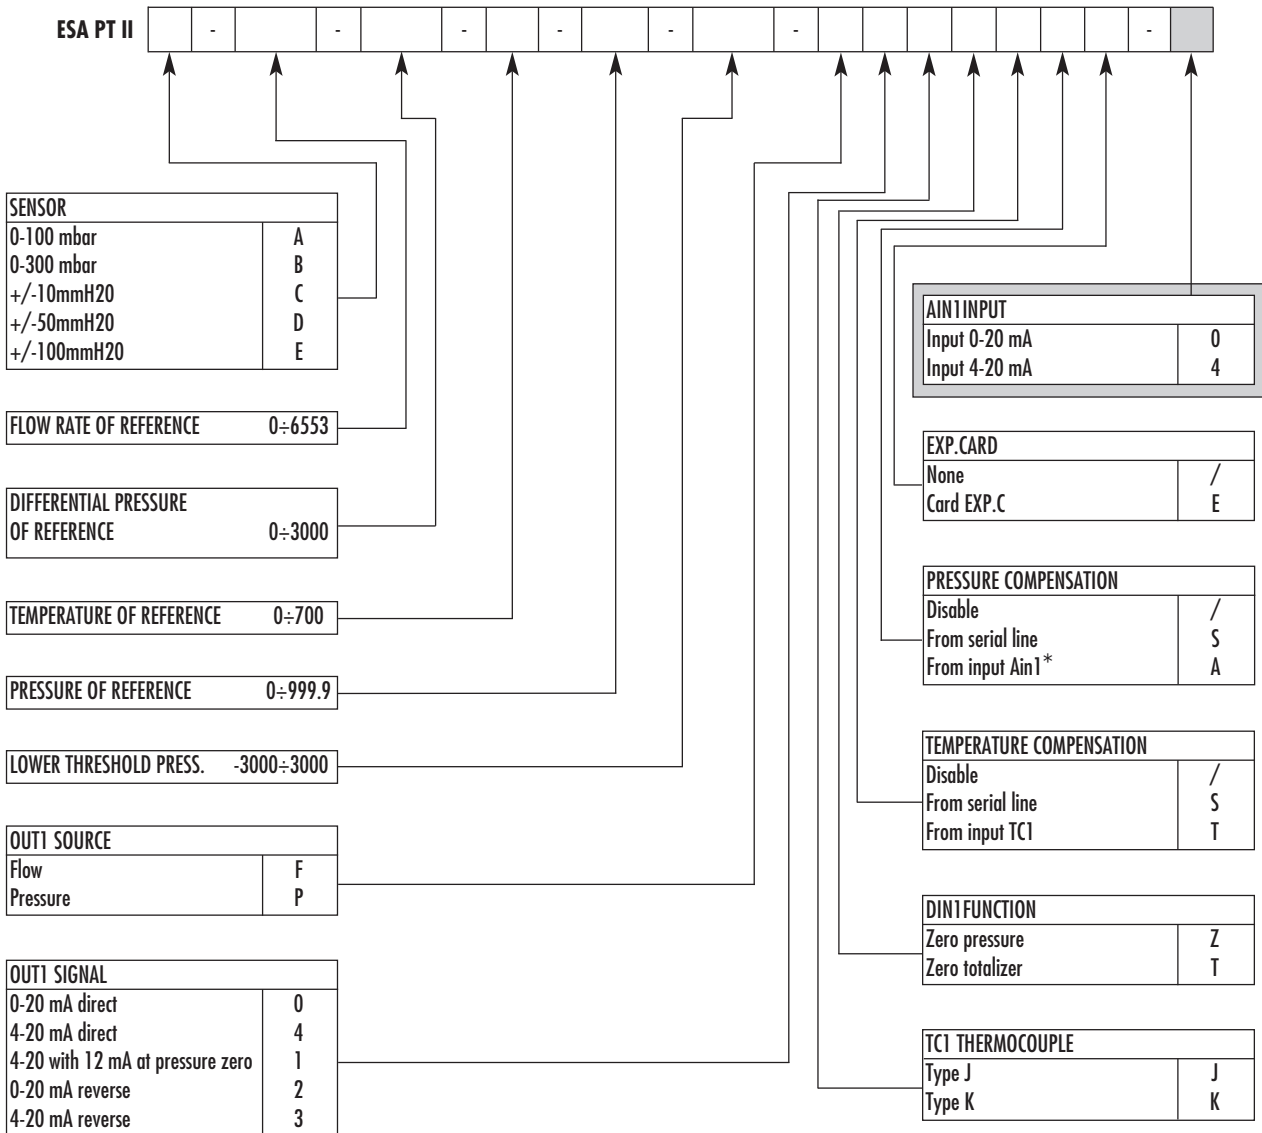 ESA PT II - - - - - - -
SENSOR
0-100 mbar A
0-300 mbar B
+/-10mmH20 C
+/-50mmH20 D
+/-100mmH20 E
FLOW RATE OF REFERENCE 0÷6553
DIFFERENTIAL PRESSURE
OF REFERENCE 0÷3000
TEMPERATURE OF REFERENCE 0÷700
PRESSURE OF REFERENCE 0÷999.9
LOWER THRESHOLD PRESS. -3000÷3000
OUT1 SOURCE
Flow F
Pressure P
OUT1 SIGNAL
0-20 mA direct 0
4-20 mA direct 4
4-20 with 12 mA at pressure zero 1
0-20 mA reverse 2
4-20 mA reverse 3
AIN1INPUT
Input 0-20 mA 0
Input 4-20 mA 4
EXP.CARD
None /
Card EXP.C E
PRESSURE COMPENSATION
Disable /
From serial line S
From input Ain1* A
TEMPERATURE COMPENSATION
Disable /
From serial line S
From input TC1 T
DIN1FUNCTION
Zero pressure Z
Zero totalizer T
TC1 THERMOCOUPLE
Type J J
Type K K